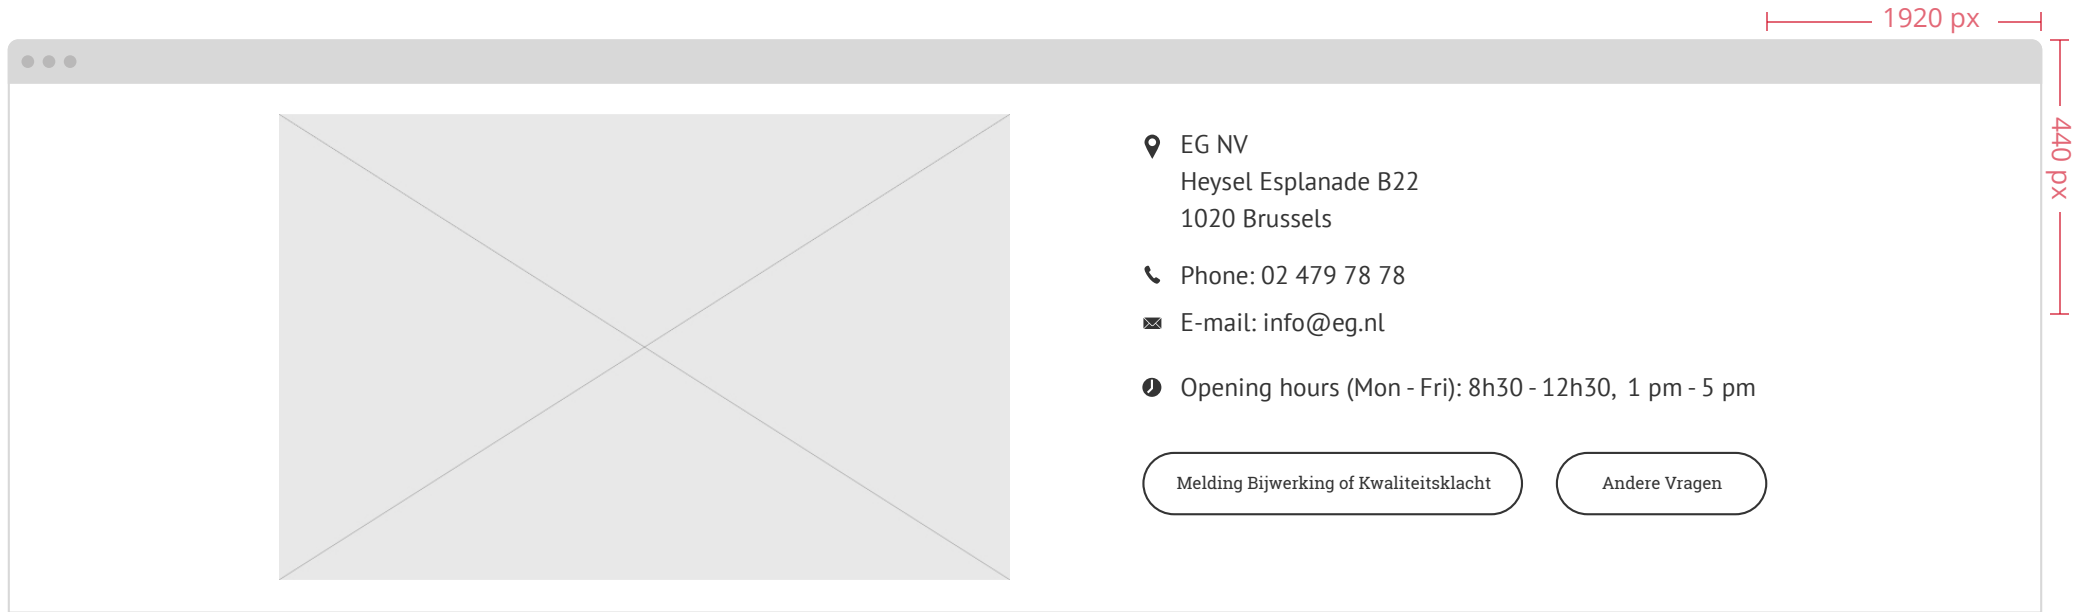 1920 px
440 px
EG NV
Heysel Esplanade B22
1020 Brussels
Phone: 02 479 78 78
E-mail: info@eg.nl
Opening hours (Mon - Fri): 8h30 - 12h30, 1 pm - 5 pm
Melding Bijwerking of Kwaliteitsklacht
Andere Vragen